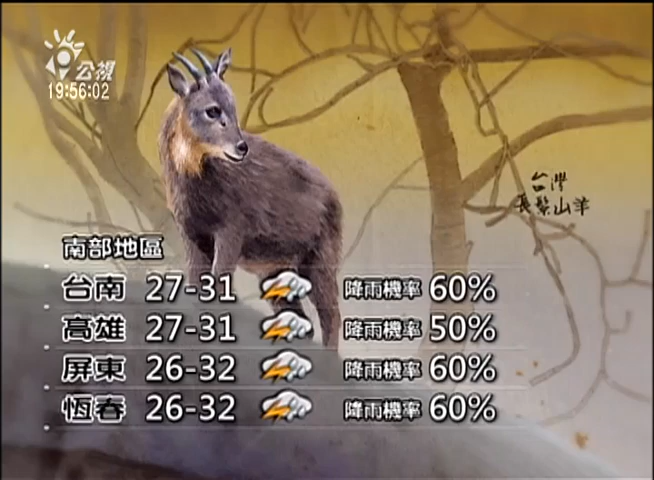 公視
19:56:02
台灣
長鬃山羊
南部地區
台南 27-31 降雨機率 60%
高雄 27-31 降雨機率 50%
屏東 26-32 降雨機率 60%
恆春 26-32 降雨機率 60%